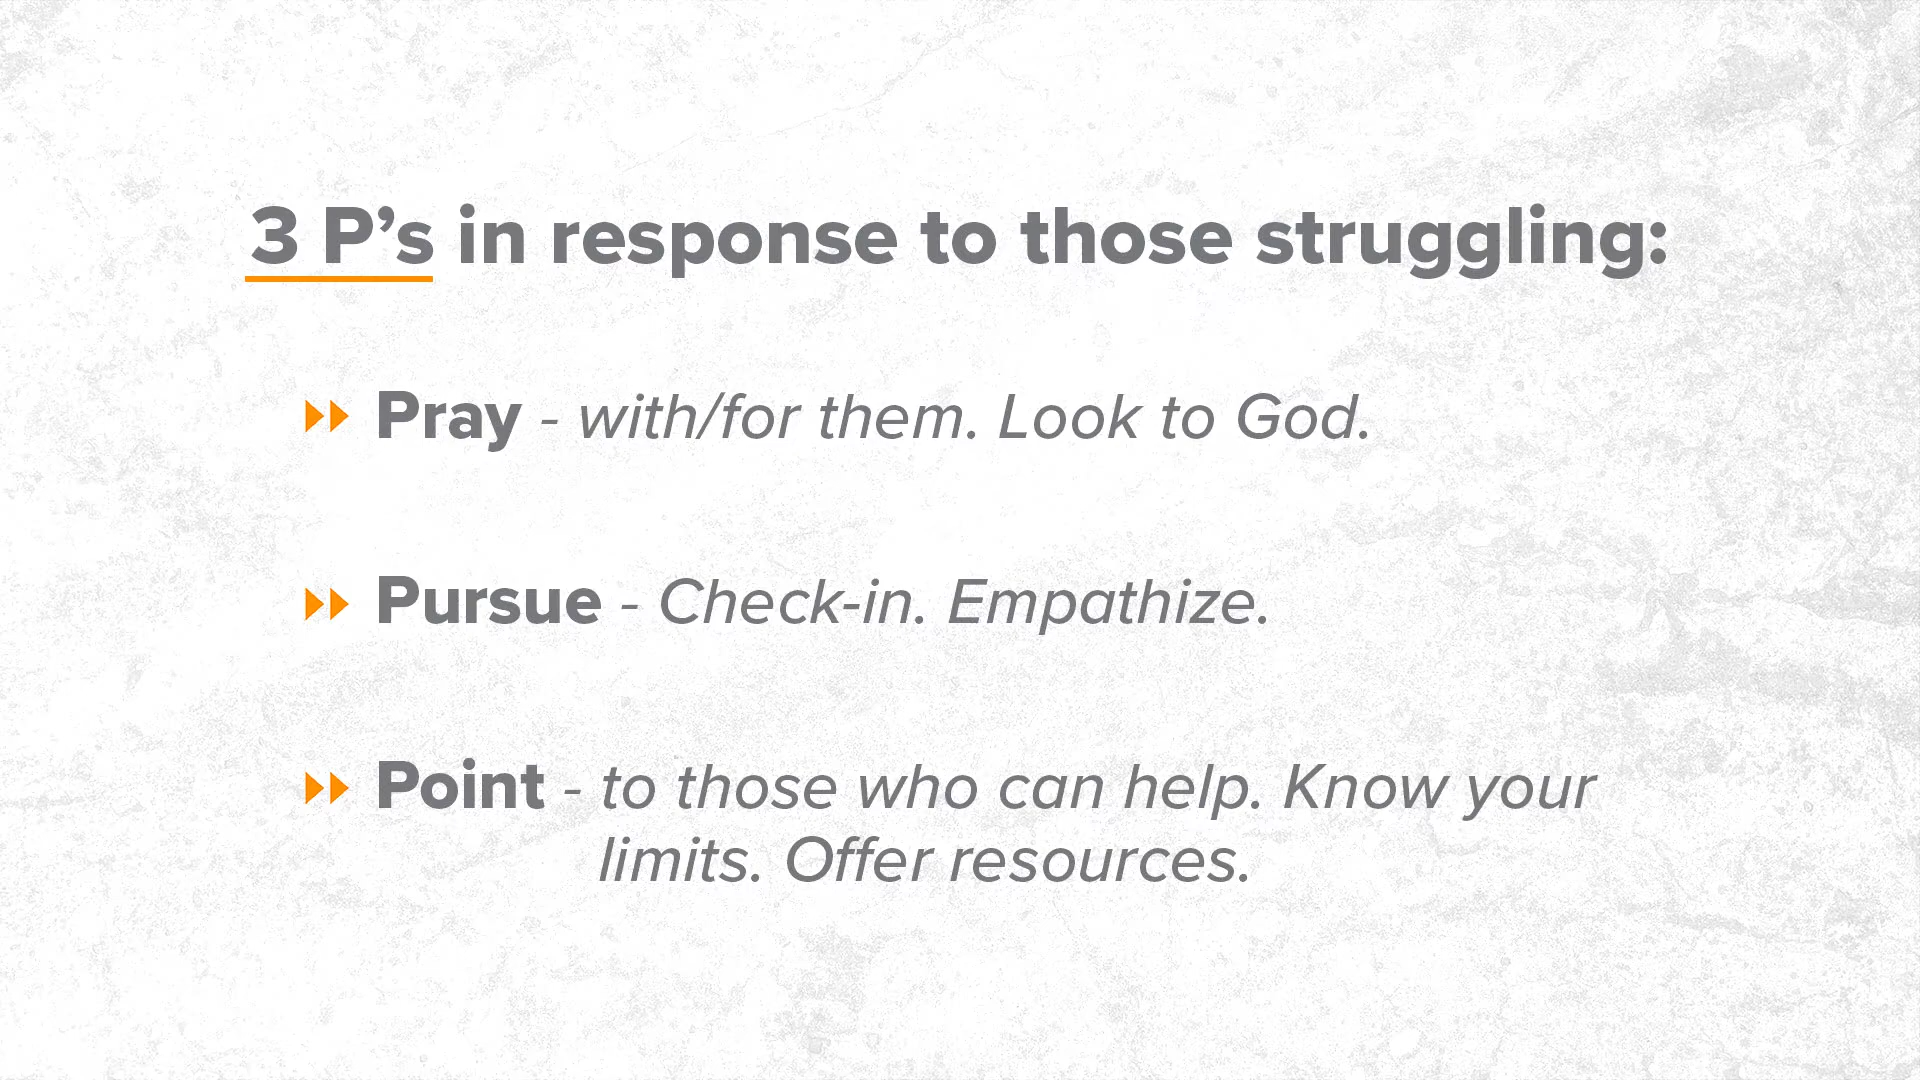 3 P’s in response to those struggling:
Pray - with/for them. Look to God.
Pursue - Check-in. Empathize.
Point - to those who can help. Know your
limits. Offer resources.